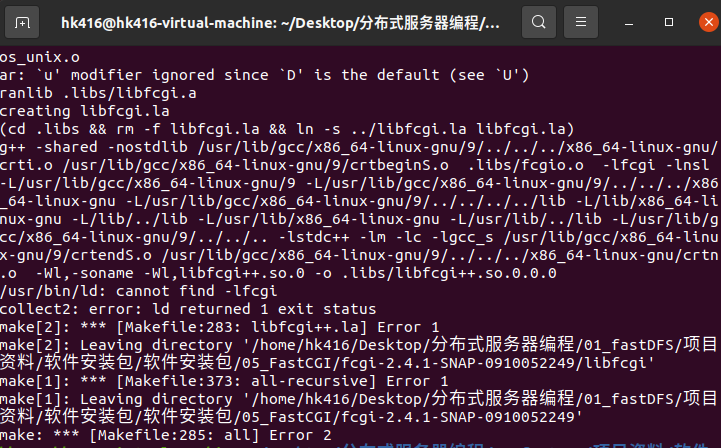 hk416@hk416-virtual-machine: ~/Desktop/分布式服务器编程/...
os_unix.o
ar: `u' modifier ignored since `D' is the default (see `U')
ranlib .libs/libfcgi.a
creating libfcgi.la
(cd .libs && rm -f libfcgi.la && ln -s ../libfcgi.la libfcgi.la)
g++ -shared -nostdlib /usr/lib/gcc/x86_64-linux-gnu/9/../../../x86_64-linux-gnu/
crti.o /usr/lib/gcc/x86_64-linux-gnu/9/crtbeginS.o  .libs/fcgio.o  -lfcgi -lnsl
-L/usr/lib/gcc/x86_64-linux-gnu/9 -L/usr/lib/gcc/x86_64-linux-gnu/9/../../../x86
_64-linux-gnu -L/usr/lib/gcc/x86_64-linux-gnu/9/../../../../lib -L/lib/x86_64-li
nux-gnu -L/lib/../lib -L/usr/lib/x86_64-linux-gnu -L/usr/lib/../lib -L/usr/lib/g
cc/x86_64-linux-gnu/9/../../.. -lstdc++ -lm -lc -lgcc_s /usr/lib/gcc/x86_64-linu
x-gnu/9/crtendS.o /usr/lib/gcc/x86_64-linux-gnu/9/../../../x86_64-linux-gnu/crtn
.o  -Wl,-soname -Wl,libfcgi++.so.0 -o .libs/libfcgi++.so.0.0.0
/usr/bin/ld: cannot find -lfcgi
collect2: error: ld returned 1 exit status
make[2]: *** [Makefile:283: libfcgi++.la] Error 1
make[2]: Leaving directory '/home/hk416/Desktop/分布式服务器编程/01_fastDFS/项目
资料/软件安装包/软件安装包/05_FastCGI/fcgi-2.4.1-SNAP-0910052249/libfcgi'
make[1]: *** [Makefile:373: all-recursive] Error 1
make[1]: Leaving directory '/home/hk416/Desktop/分布式服务器编程/01_fastDFS/项目
资料/软件安装包/软件安装包/05_FastCGI/fcgi-2.4.1-SNAP-0910052249'
make: *** [Makefile:285: all] Error 2